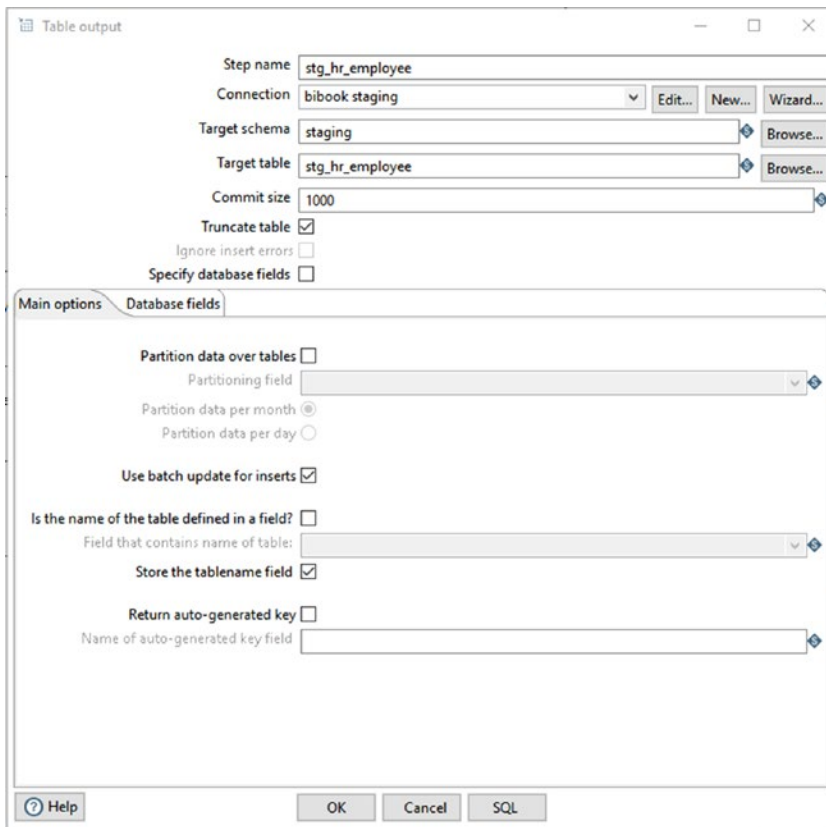 Table output
Step name stg_hr_employee
Connection bibook staging Edit... New... Wizard...
Target schema staging Browse...
Target table stg_hr_employee Browse...
Commit size 1000
Truncate table
Ignore insert errors
Specify database fields
Main options Database fields
Partition data over tables
Partitioning field
Partition data per month
Partition data per day
Use batch update for inserts
Is the name of the table defined in a field?
Field that contains name of table:
Store the tablename field
Return auto-generated key
Name of auto-generated key field
Help OK Cancel SQL